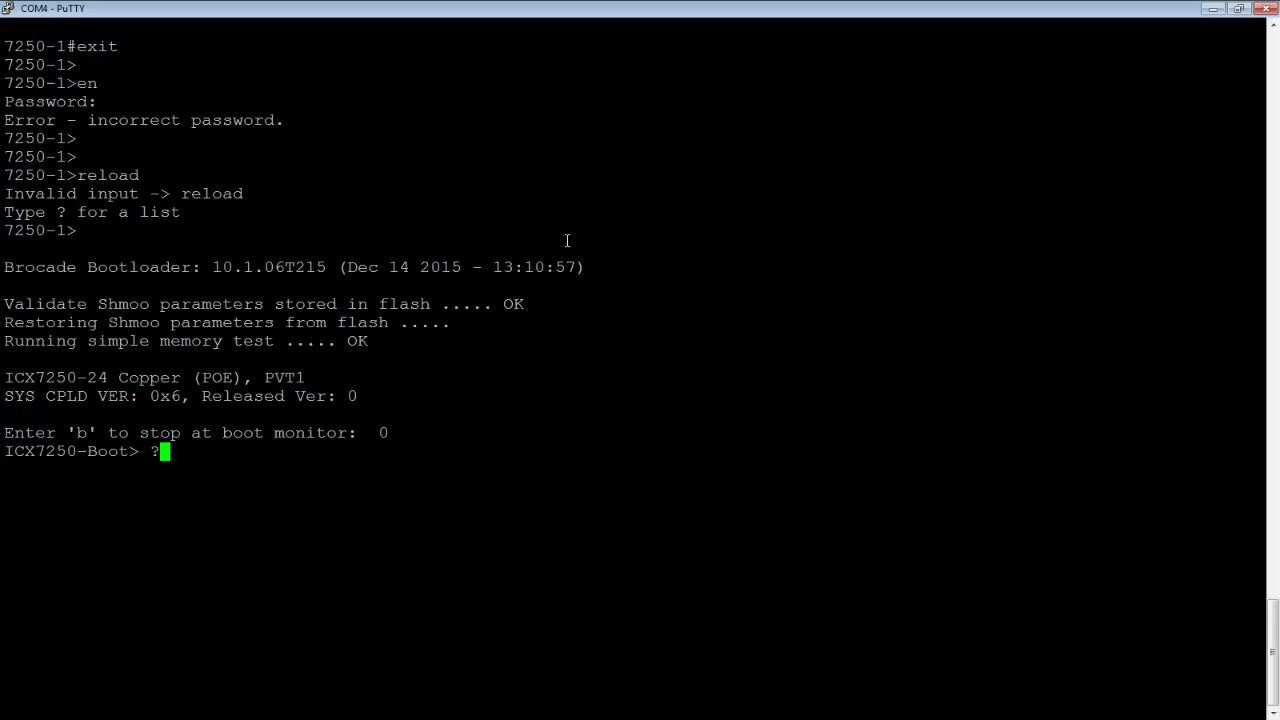 COM4 - PuTTY
7250-1#exit
7250-1>
7250-1>en
Password:
Error - incorrect password.
7250-1>
7250-1>
7250-1>reload
Invalid input -> reload
Type ? for a list
7250-1>
Brocade Bootloader: 10.1.06T215 (Dec 14 2015 - 13:10:57)
Validate Shmoo parameters stored in flash ..... OK
Restoring Shmoo parameters from flash .....
Running simple memory test ..... OK
ICX7250-24 Copper (POE), PVT1
SYS CPLD VER: 0x6, Released Ver: 0
Enter 'b' to stop at boot monitor:  0
ICX7250-Boot> ?